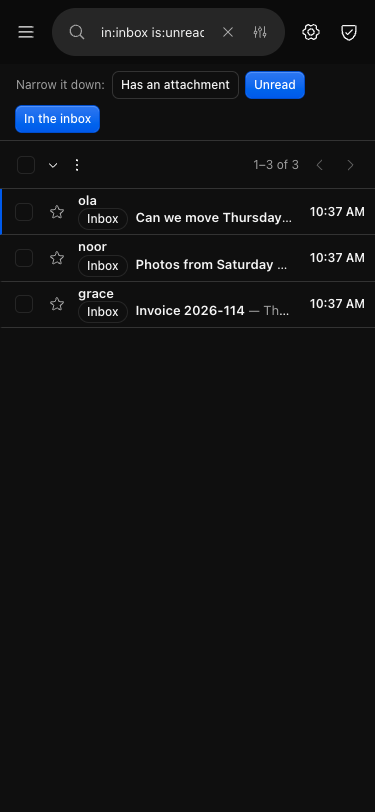 in:inbox is:unread
Narrow it down: Has an attachment Unread
In the inbox
1–3 of 3
ola
Inbox Can we move Thursday… 10:37 AM
noor
Inbox Photos from Saturday … 10:37 AM
grace
Inbox Invoice 2026-114 — Th… 10:37 AM